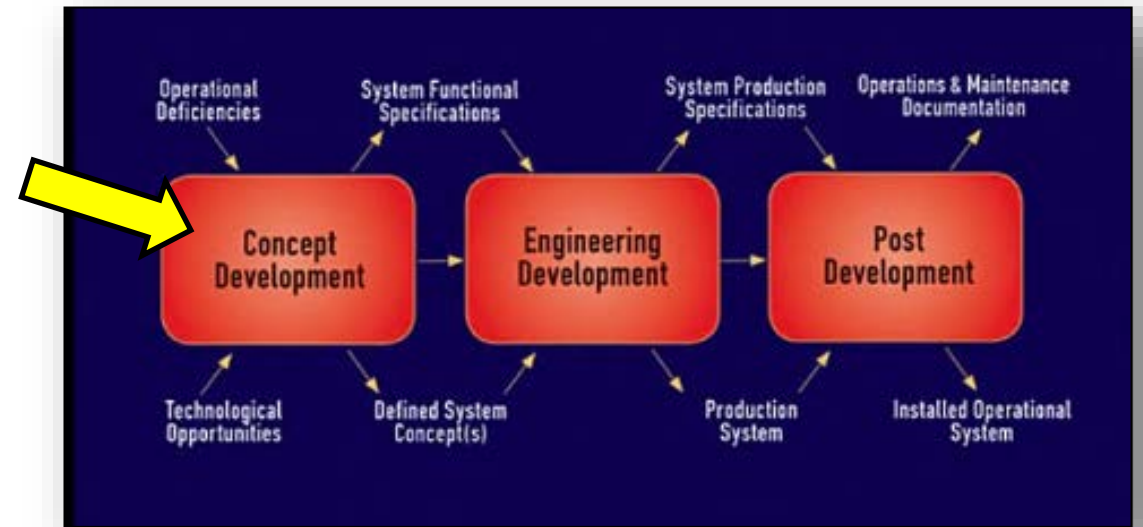 Operational
Deficiencies
System Functional
Specifications
System Production
Specifications
Operations & Maintenance
Documentation
Concept
Development
Engineering
Development
Post
Development
Technological
Opportunities
Defined System
Concept(s)
Production
System
Installed Operational
System